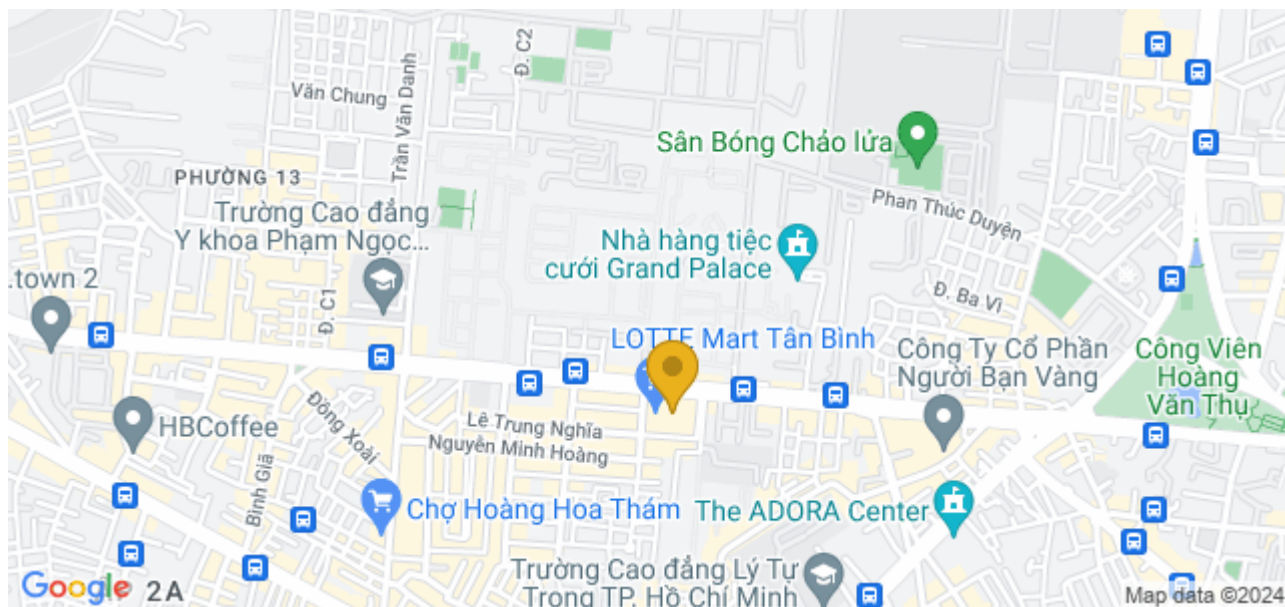 Đ. C2
Văn Chung
Trần Văn Danh
Sân Bóng Chảo lửa
PHƯỜNG 13
Phan Thúc Duyện
Trường Cao đẳng
Y khoa Phạm Ngọc...
Nhà hàng tiệc
cưới Grand Palace
.town 2
Đ. C1
Đ. Ba Vì
LOTTE Mart Tân Bình
Công Ty Cổ Phần
Người Bạn Vàng
Công Viên
Hoàng
Văn Thụ
HBCoffee
Đồng Xoài
Lê Trung Nghĩa
Nguyễn Minh Hoàng
Bình Giã
Chợ Hoàng Hoa Thám
The ADORA Center
Trường Cao đẳng Lý Tự
Trọng TP. Hồ Chí Minh
Google
2A
Map data ©2024